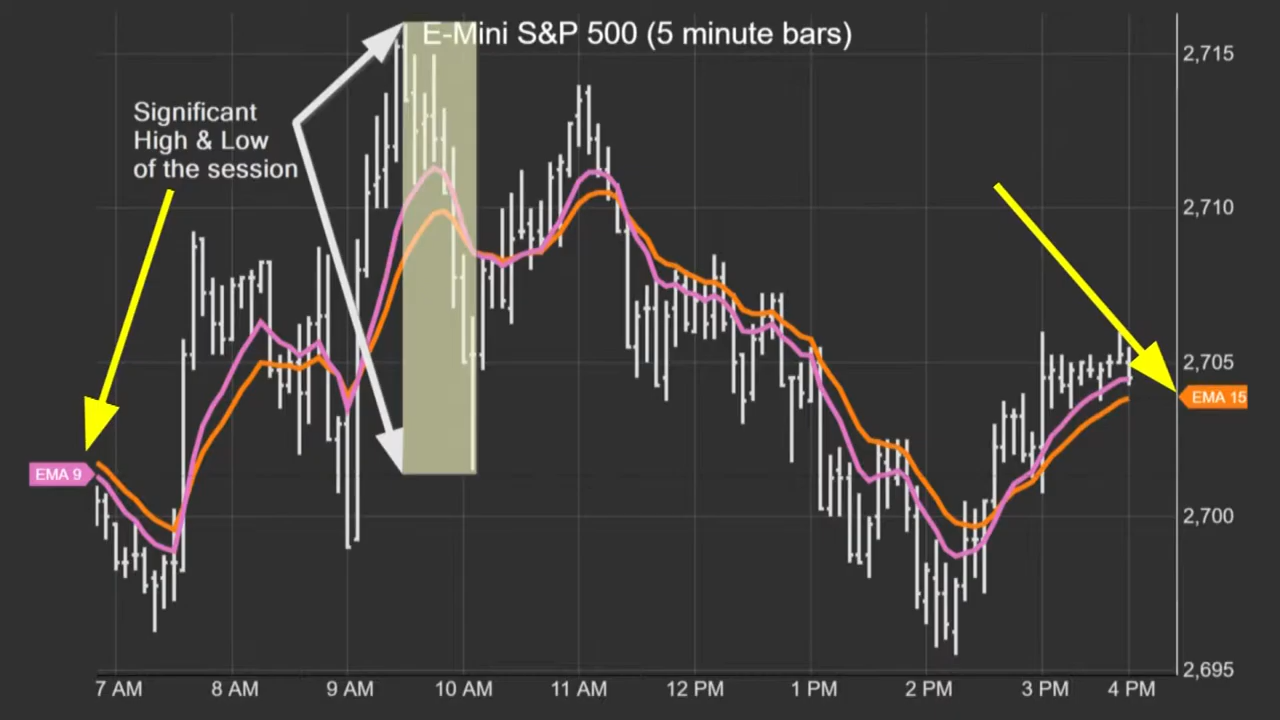 E-Mini S&P 500 (5 minute bars)
Significant
High & Low
of the session
EMA 9
EMA 15
2,715
2,710
2,705
2,700
2,695
7 AM
8 AM
9 AM
10 AM
11 AM
12 PM
1 PM
2 PM
3 PM
4 PM